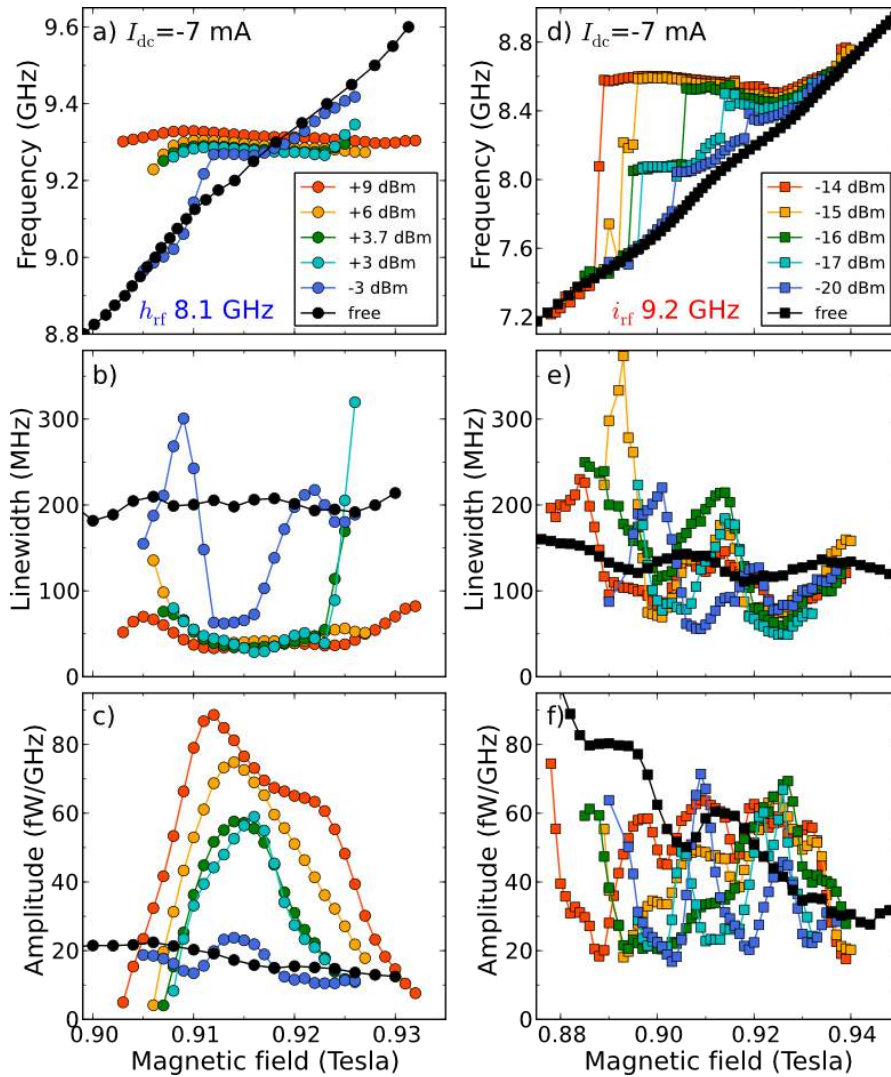 a) I_dc=-7 mA
9.6
9.4
9.2
9.0
8.8
Frequency (GHz)
+9 dBm
+6 dBm
+3.7 dBm
+3 dBm
-3 dBm
free
h_rf 8.1 GHz
b)
300
200
100
0
Linewidth (MHz)
c)
80
60
40
20
0
Amplitude (fW/GHz)
0.90
0.91
0.92
0.93
Magnetic field (Tesla)
d) I_dc=-7 mA
8.8
8.4
8.0
7.6
7.2
Frequency (GHz)
-14 dBm
-15 dBm
-16 dBm
-17 dBm
-20 dBm
free
i_rf 9.2 GHz
e)
300
200
100
0
Linewidth (MHz)
f)
80
60
40
20
0
Amplitude (fW/GHz)
0.88
0.90
0.92
0.94
Magnetic field (Tesla)